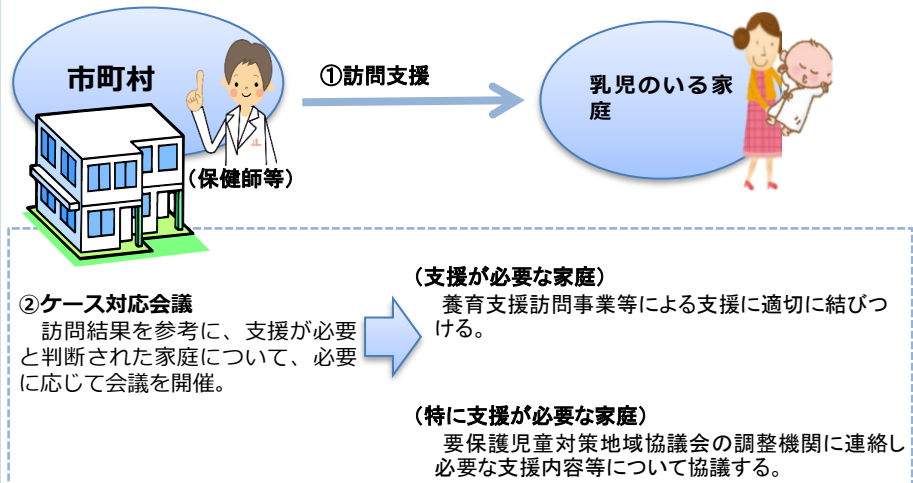 市町村
①訪問支援
乳児のいる家
庭
（保健師等）
②ケース対応会議
訪問結果を参考に、支援が必要
と判断された家庭について、必要
に応じて会議を開催。
（支援が必要な家庭）
養育支援訪問事業等による支援に適切に結びつ
ける。
（特に支援が必要な家庭）
要保護児童対策地域協議会の調整機関に連絡し
必要な支援内容等について協議する。